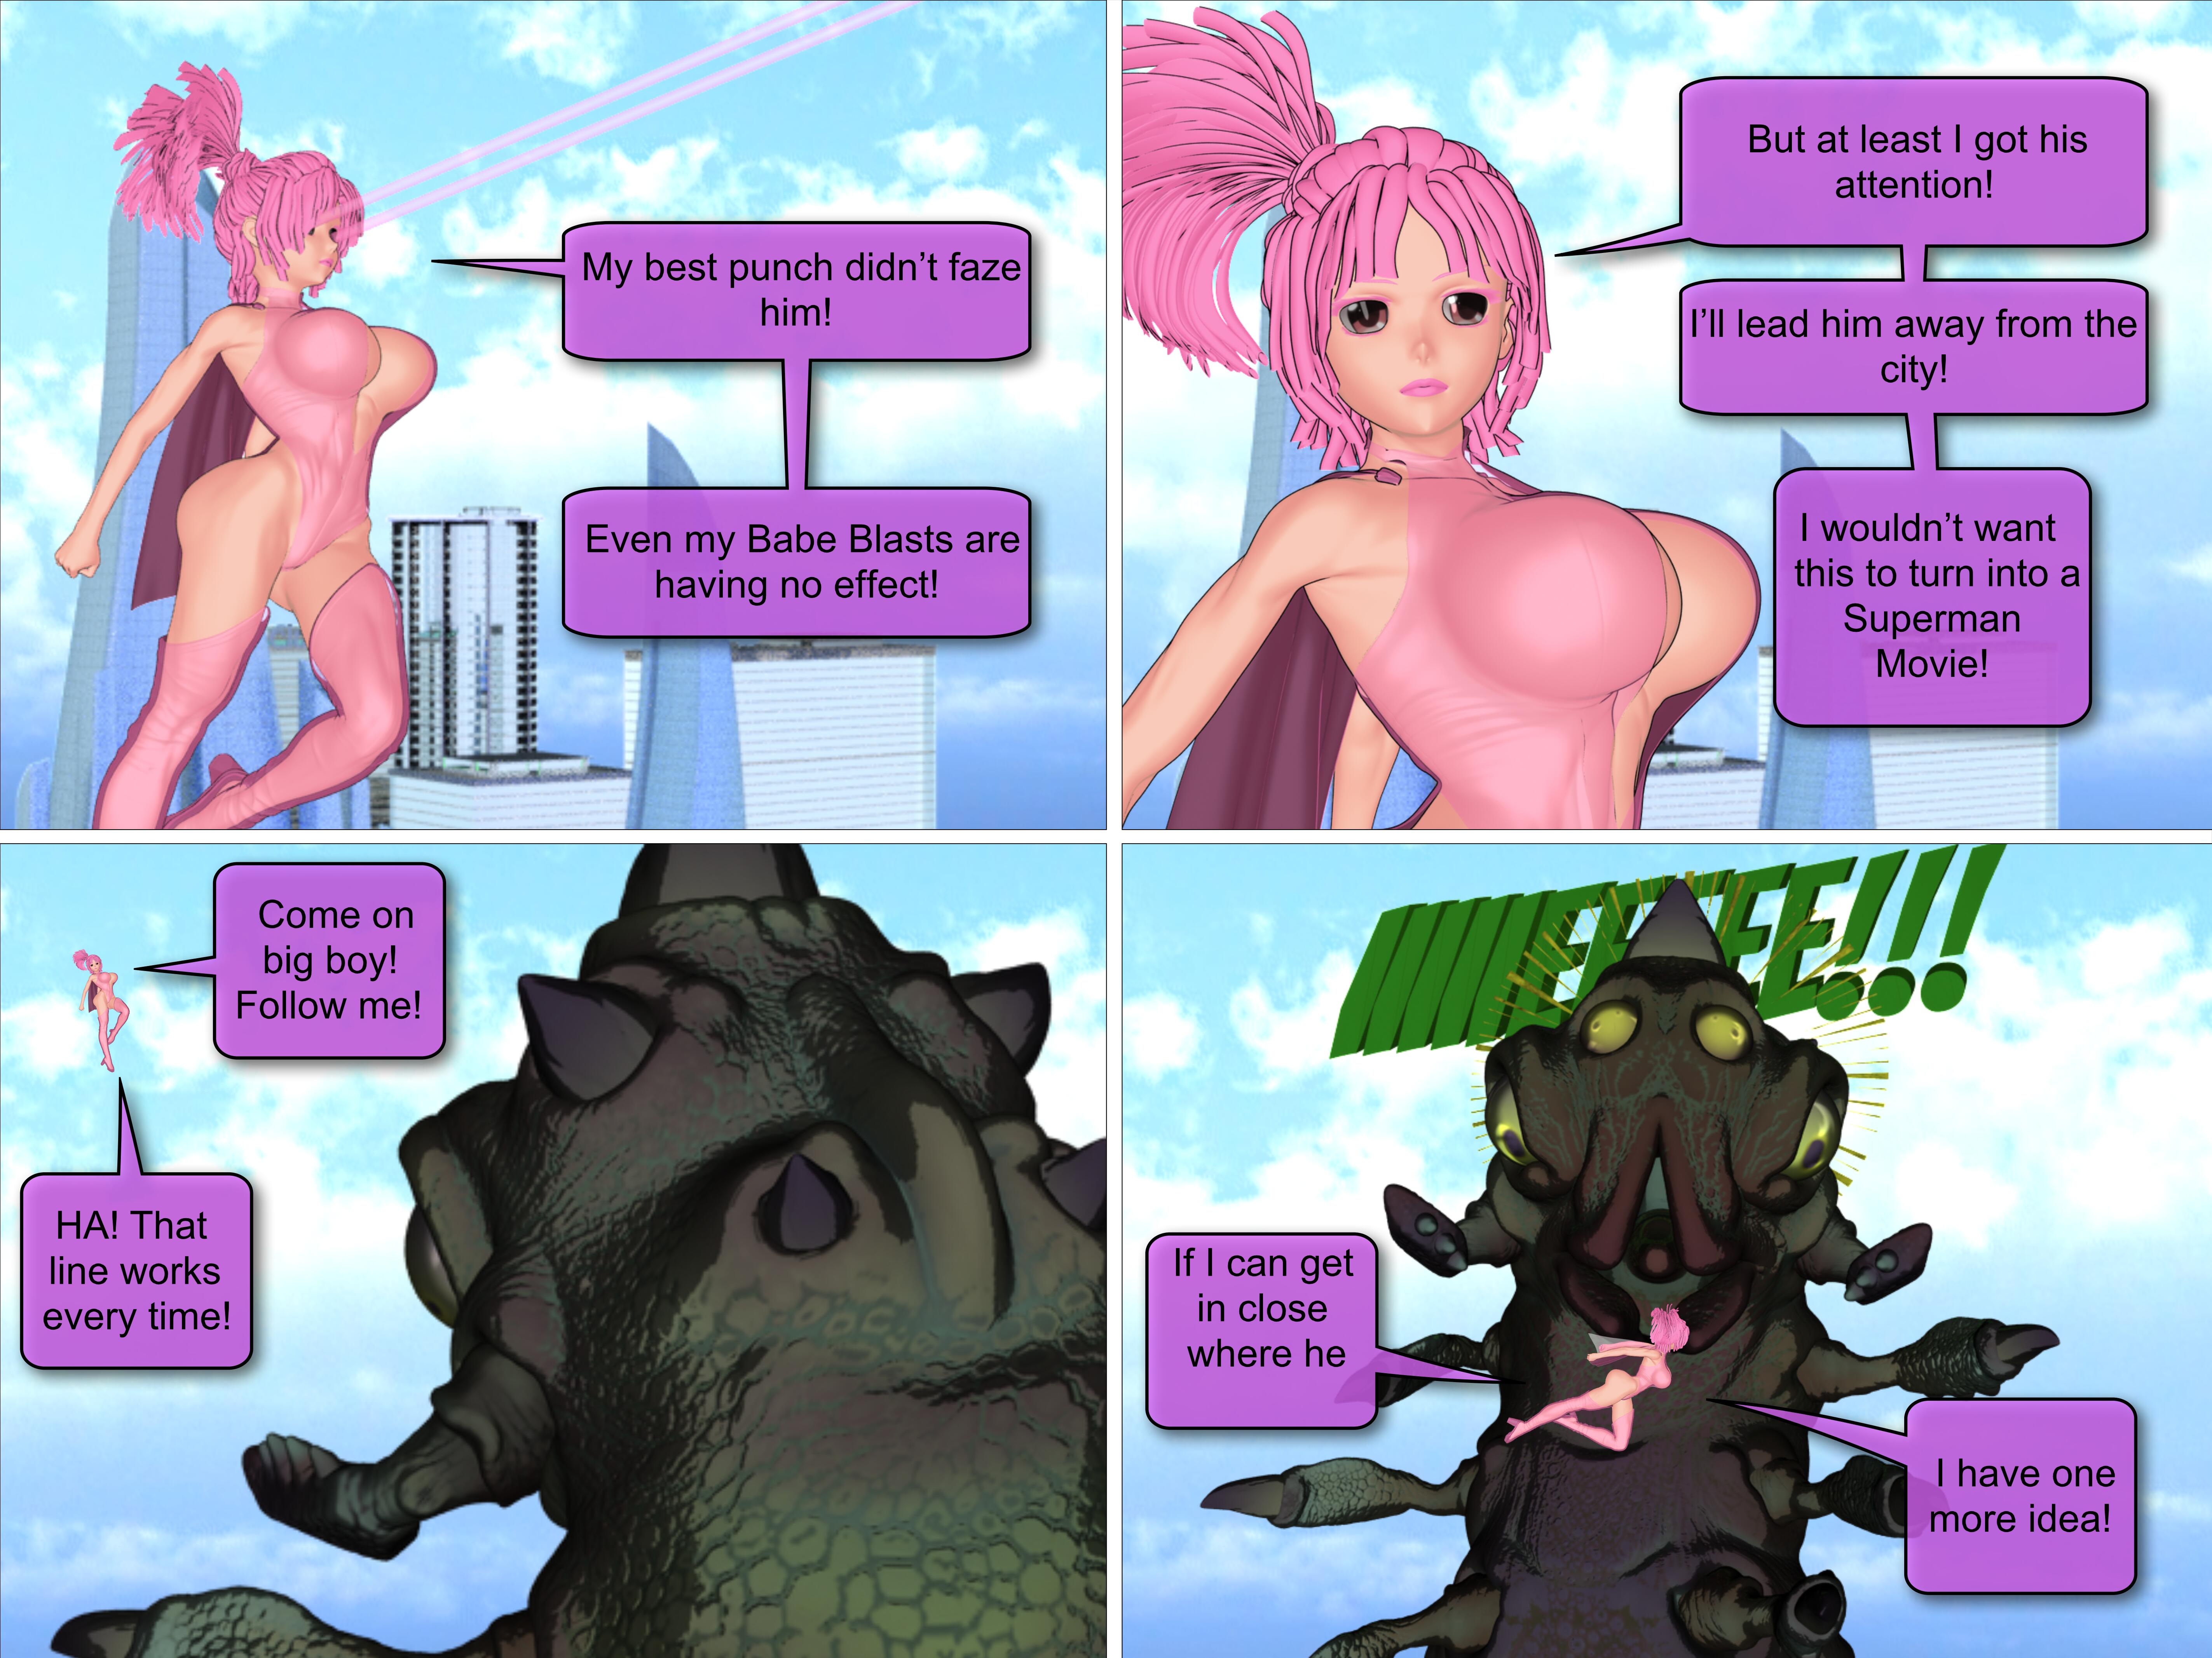 My best punch didn't faze
him!
Even my Babe Blasts are
having no effect!
But at least I got his
attention!
I'll lead him away from the
city!
I wouldn't want
this to turn into a
Superman
Movie!
Come on
big boy!
Follow me!
HA! That
line works
every time!
If I can get
in close
where he
I have one
more idea!